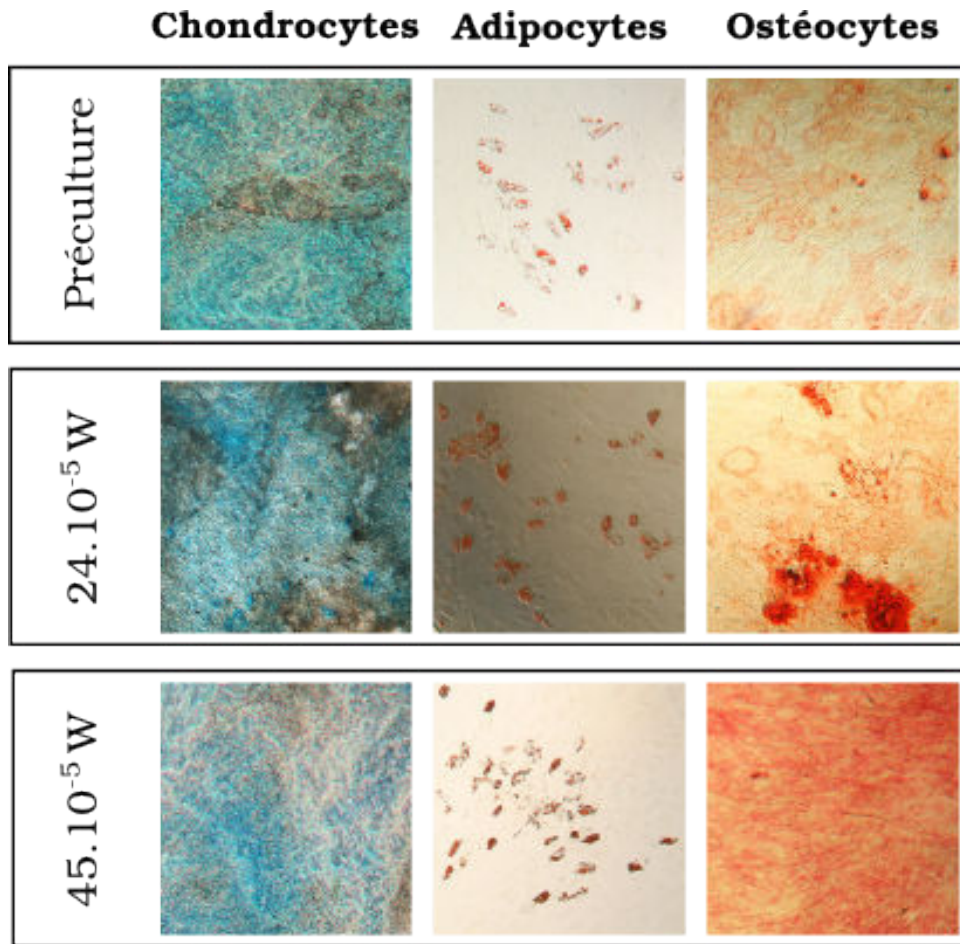 Chondrocytes Adipocytes Ostéocytes
Préculture
24.10⁻⁵ W
45.10⁻⁵ W